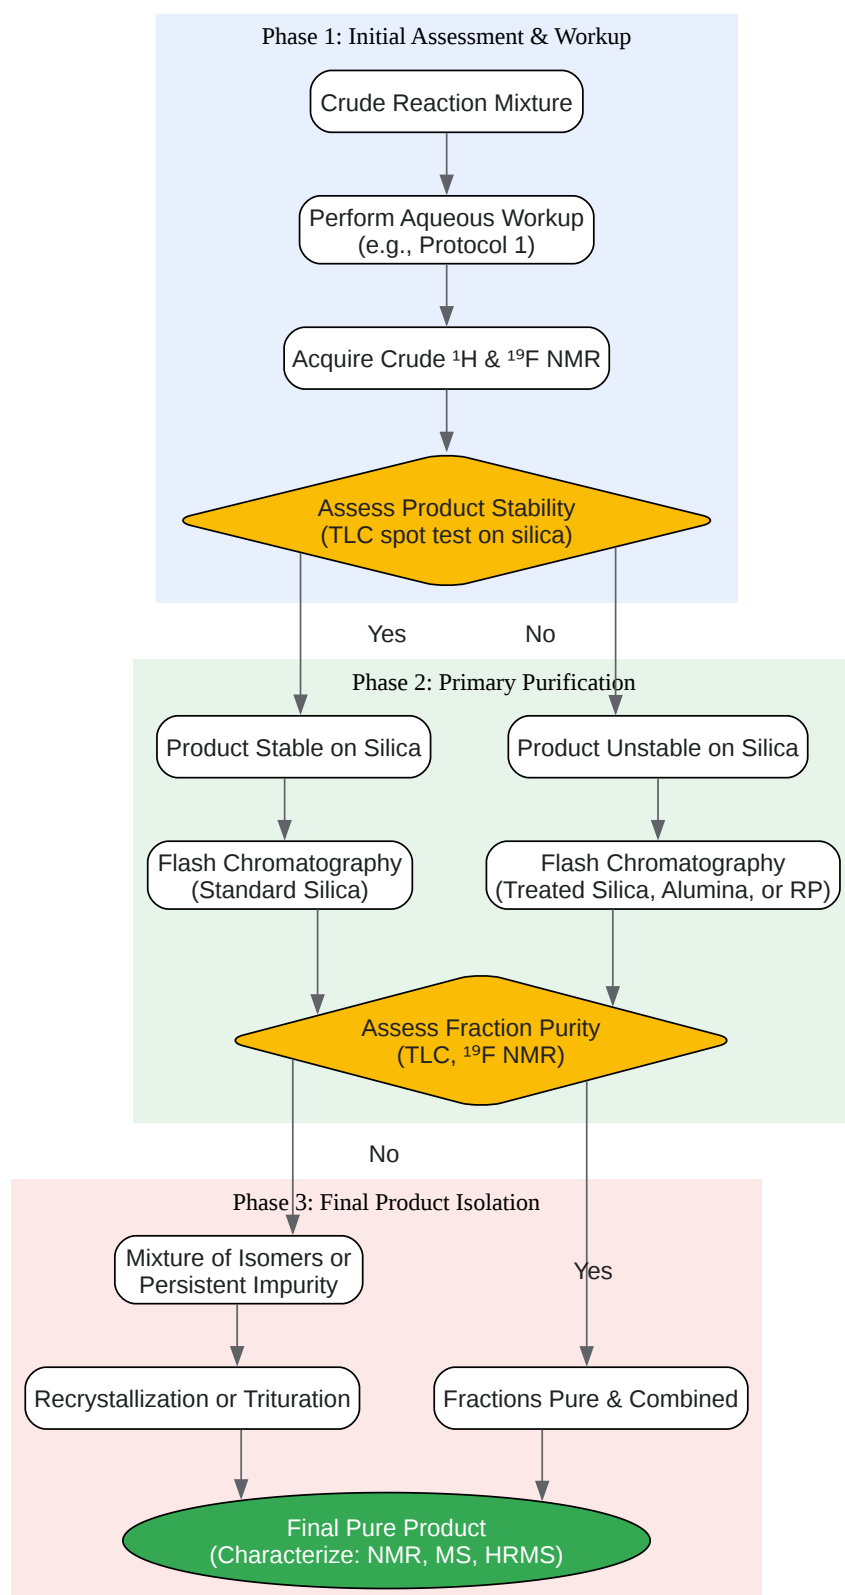 Phase 1: Initial Assessment & Workup
Crude Reaction Mixture
Perform Aqueous Workup
(e.g., Protocol 1)
Acquire Crude ¹H & ¹⁹F NMR
Assess Product Stability
(TLC spot test on silica)
Yes
No
Phase 2: Primary Purification
Product Stable on Silica
Product Unstable on Silica
Flash Chromatography
(Standard Silica)
Flash Chromatography
(Treated Silica, Alumina, or RP)
Assess Fraction Purity
(TLC, ¹⁹F NMR)
No
Phase 3: Final Product Isolation
Mixture of Isomers or
Persistent Impurity
Yes
Recrystallization or Trituration
Fractions Pure & Combined
Final Pure Product
(Characterize: NMR, MS, HRMS)